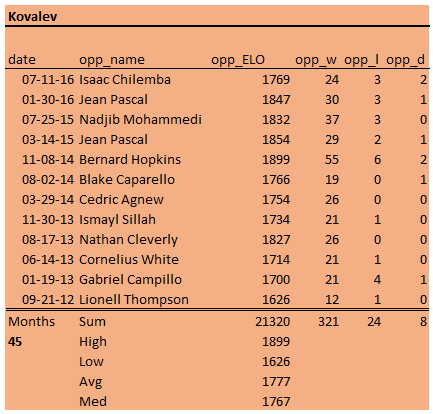 Kovalev
date opp_name opp_ELO opp_w opp_l opp_d
07-11-16 Isaac Chilemba 1769 24 3 2
01-30-16 Jean Pascal 1847 30 3 1
07-25-15 Nadjib Mohammedi 1832 37 3 0
03-14-15 Jean Pascal 1854 29 2 1
11-08-14 Bernard Hopkins 1899 55 6 2
08-02-14 Blake Caparello 1766 19 0 1
03-29-14 Cedric Agnew 1754 26 0 0
11-30-13 Ismayl Sillah 1734 21 1 0
08-17-13 Nathan Cleverly 1827 26 0 0
06-14-13 Cornelius White 1714 21 1 0
01-19-13 Gabriel Campillo 1700 21 4 1
09-21-12 Lionell Thompson 1626 12 1 0
Months Sum 21320 321 24 8
45 High 1899
Low 1626
Avg 1777
Med 1767